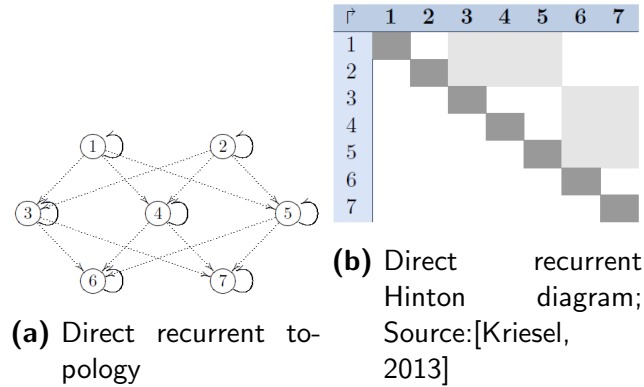 1 2
3 4 5
6 7
(a) Direct recurrent to-
pology
↱ 1 2 3 4 5 6 7
1
2
3
4
5
6
7
(b) Direct recurrent
Hinton diagram;
Source:[Kriesel,
2013]